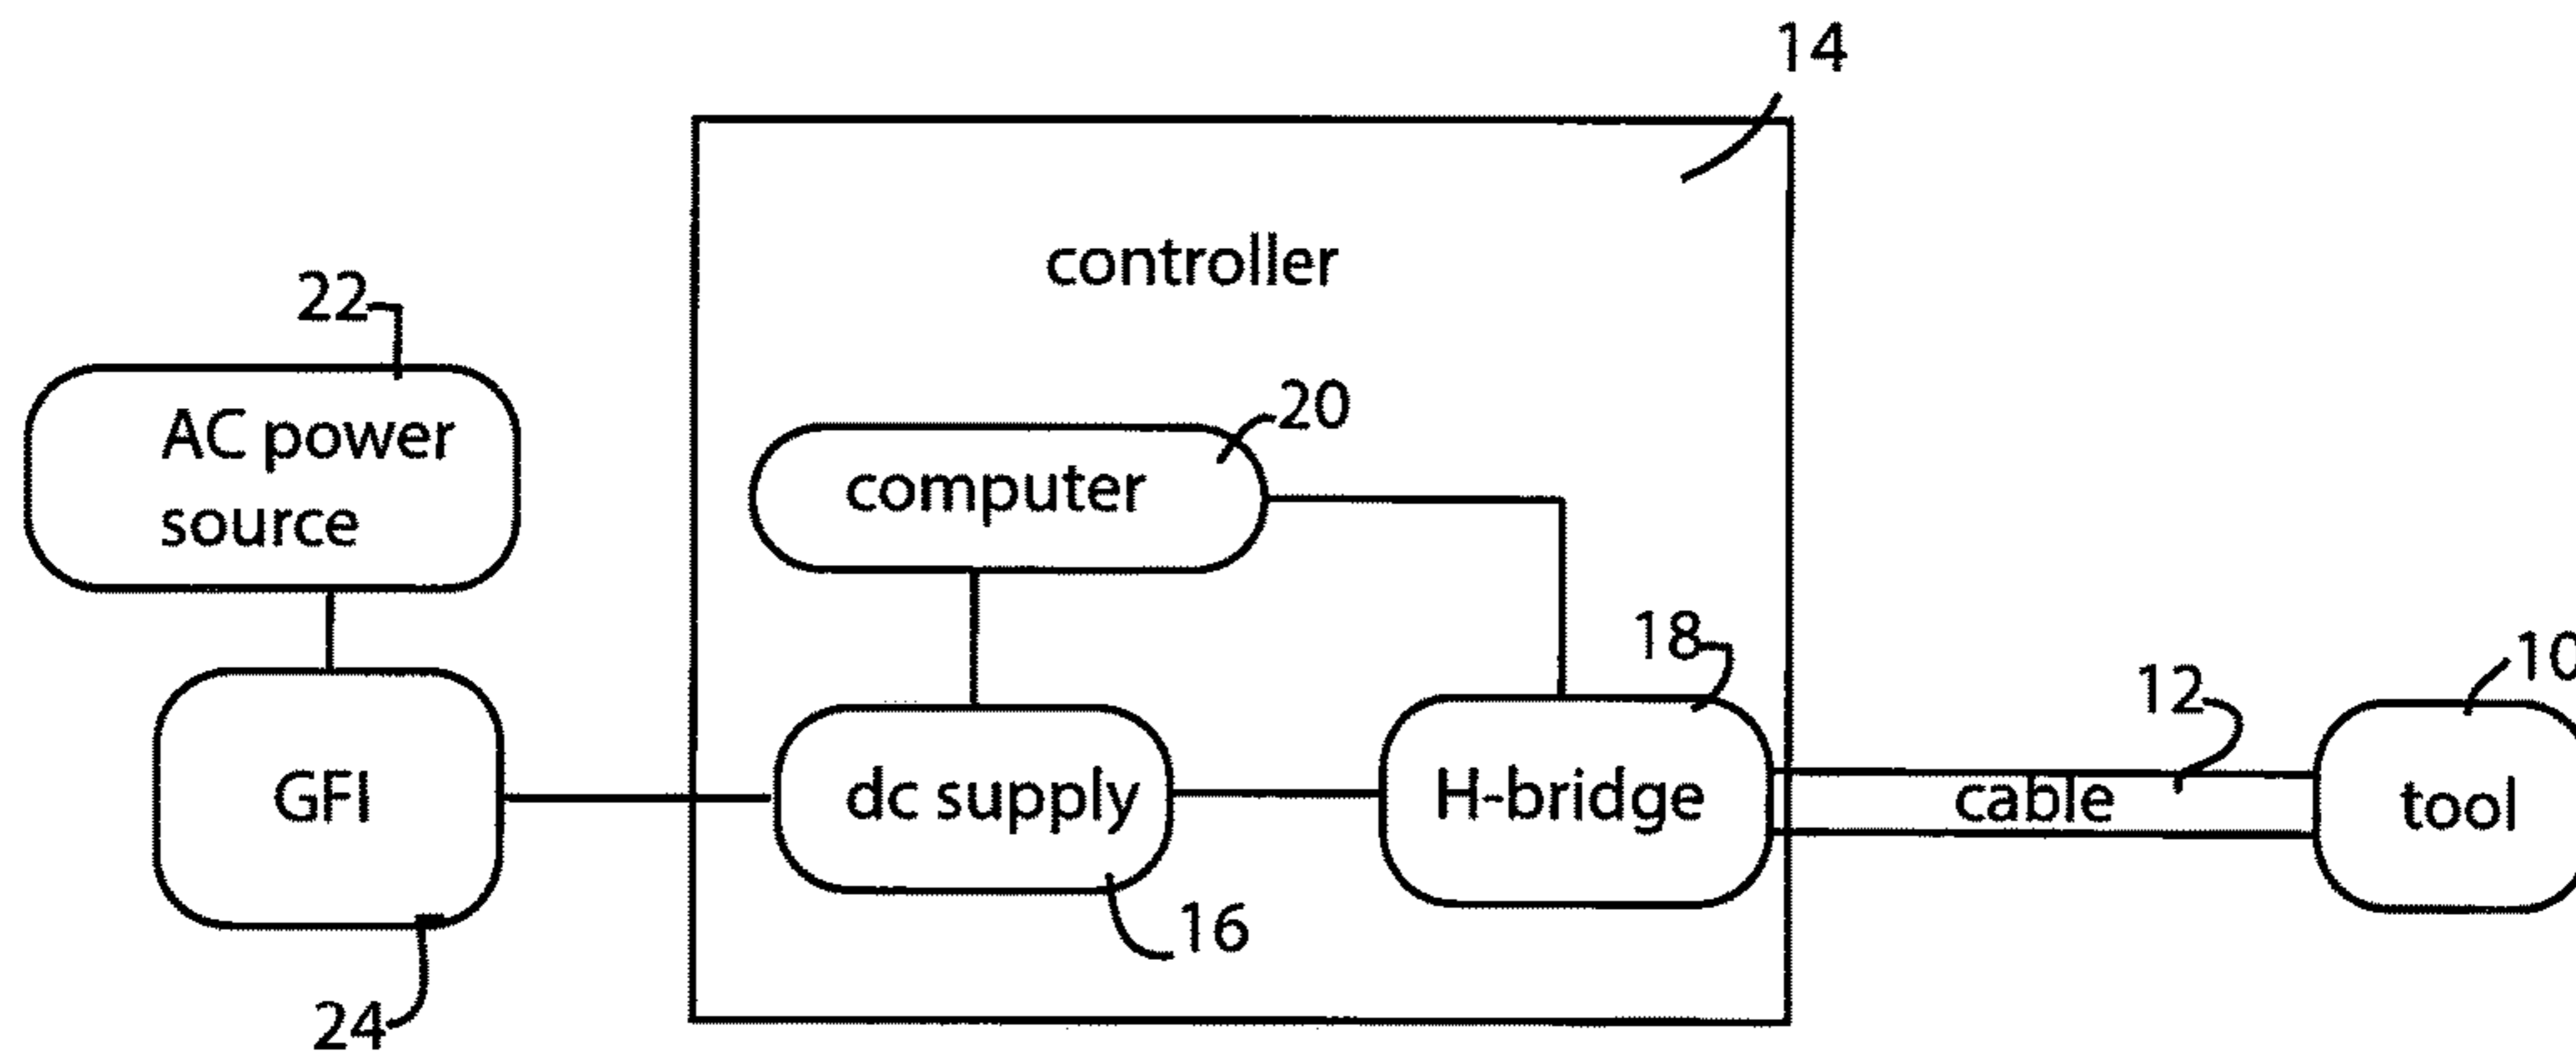 14
controller
22
AC power
source
20
computer
18
10
12
GFI
dc supply
H-bridge
cable
tool
16
24